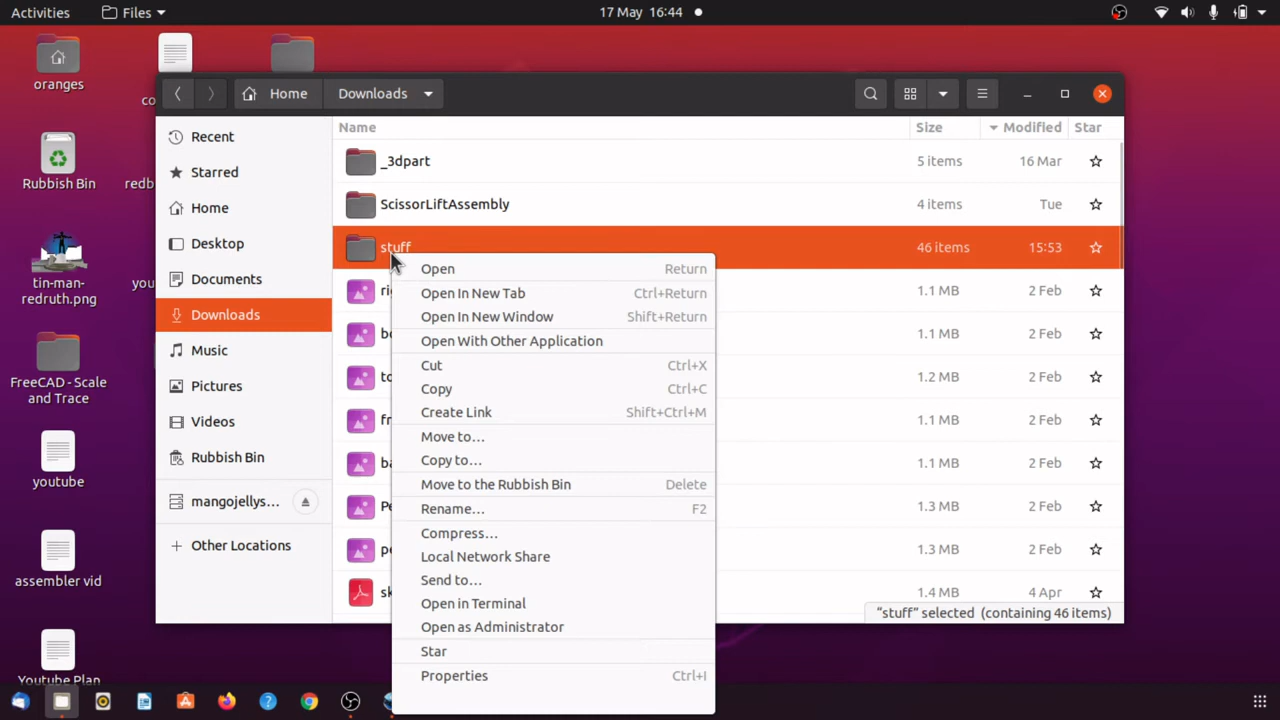 Activities Files 17 May 16:44
oranges
co
Rubbish Bin redb
tin-man-redruth.png you
FreeCAD - Scale and Trace
youtube
assembler vid
Youtube Plan
Home Downloads
Recent
Starred
Home
Desktop
Documents
Downloads
Music
Pictures
Videos
Rubbish Bin
mangojellys...
Other Locations
Name Size Modified Star
_3dpart 5 items 16 Mar
ScissorLiftAssembly 4 items Tue
stuff 46 items 15:53
1.1 MB 2 Feb
1.1 MB 2 Feb
1.2 MB 2 Feb
1.1 MB 2 Feb
1.1 MB 2 Feb
1.2 MB 2 Feb
1.3 MB 2 Feb
1.4 MB 4 Apr
Open Return
Open In New Tab Ctrl+Return
Open In New Window Shift+Return
Open With Other Application
Cut Ctrl+X
Copy Ctrl+C
Create Link Shift+Ctrl+M
Move to...
Copy to...
Move to the Rubbish Bin Delete
Rename... F2
Compress...
Local Network Share
Send to...
Open in Terminal
Open as Administrator
Star
Properties Ctrl+I
"stuff" selected (containing 46 items)